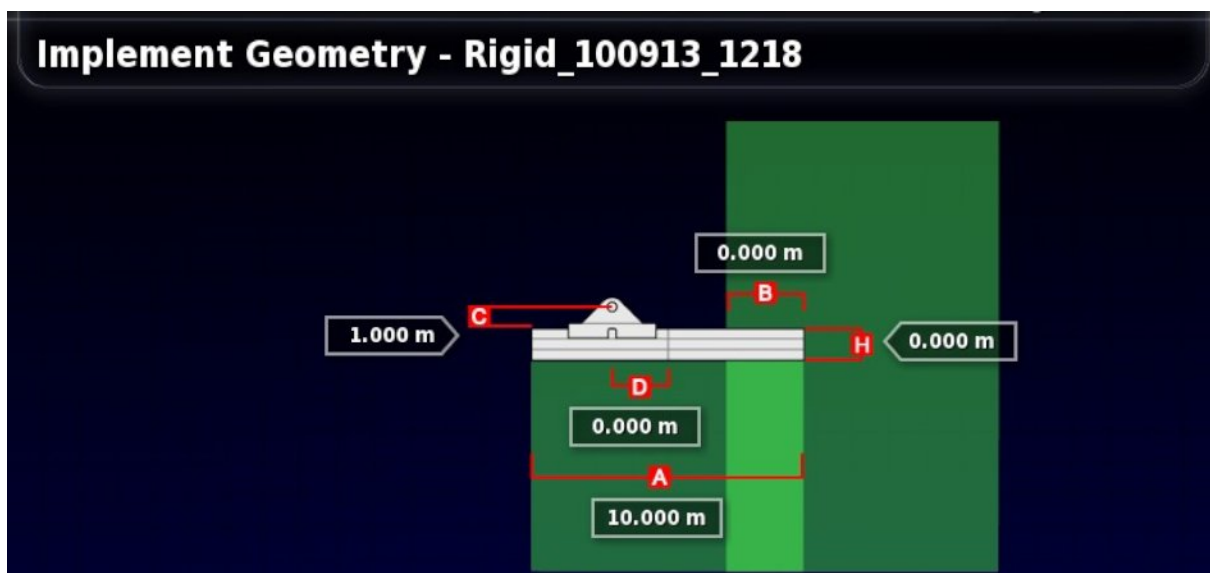 Implement Geometry - Rigid_100913_1218
0.000 m
B
C
1.000 m
H
0.000 m
D
0.000 m
A
10.000 m